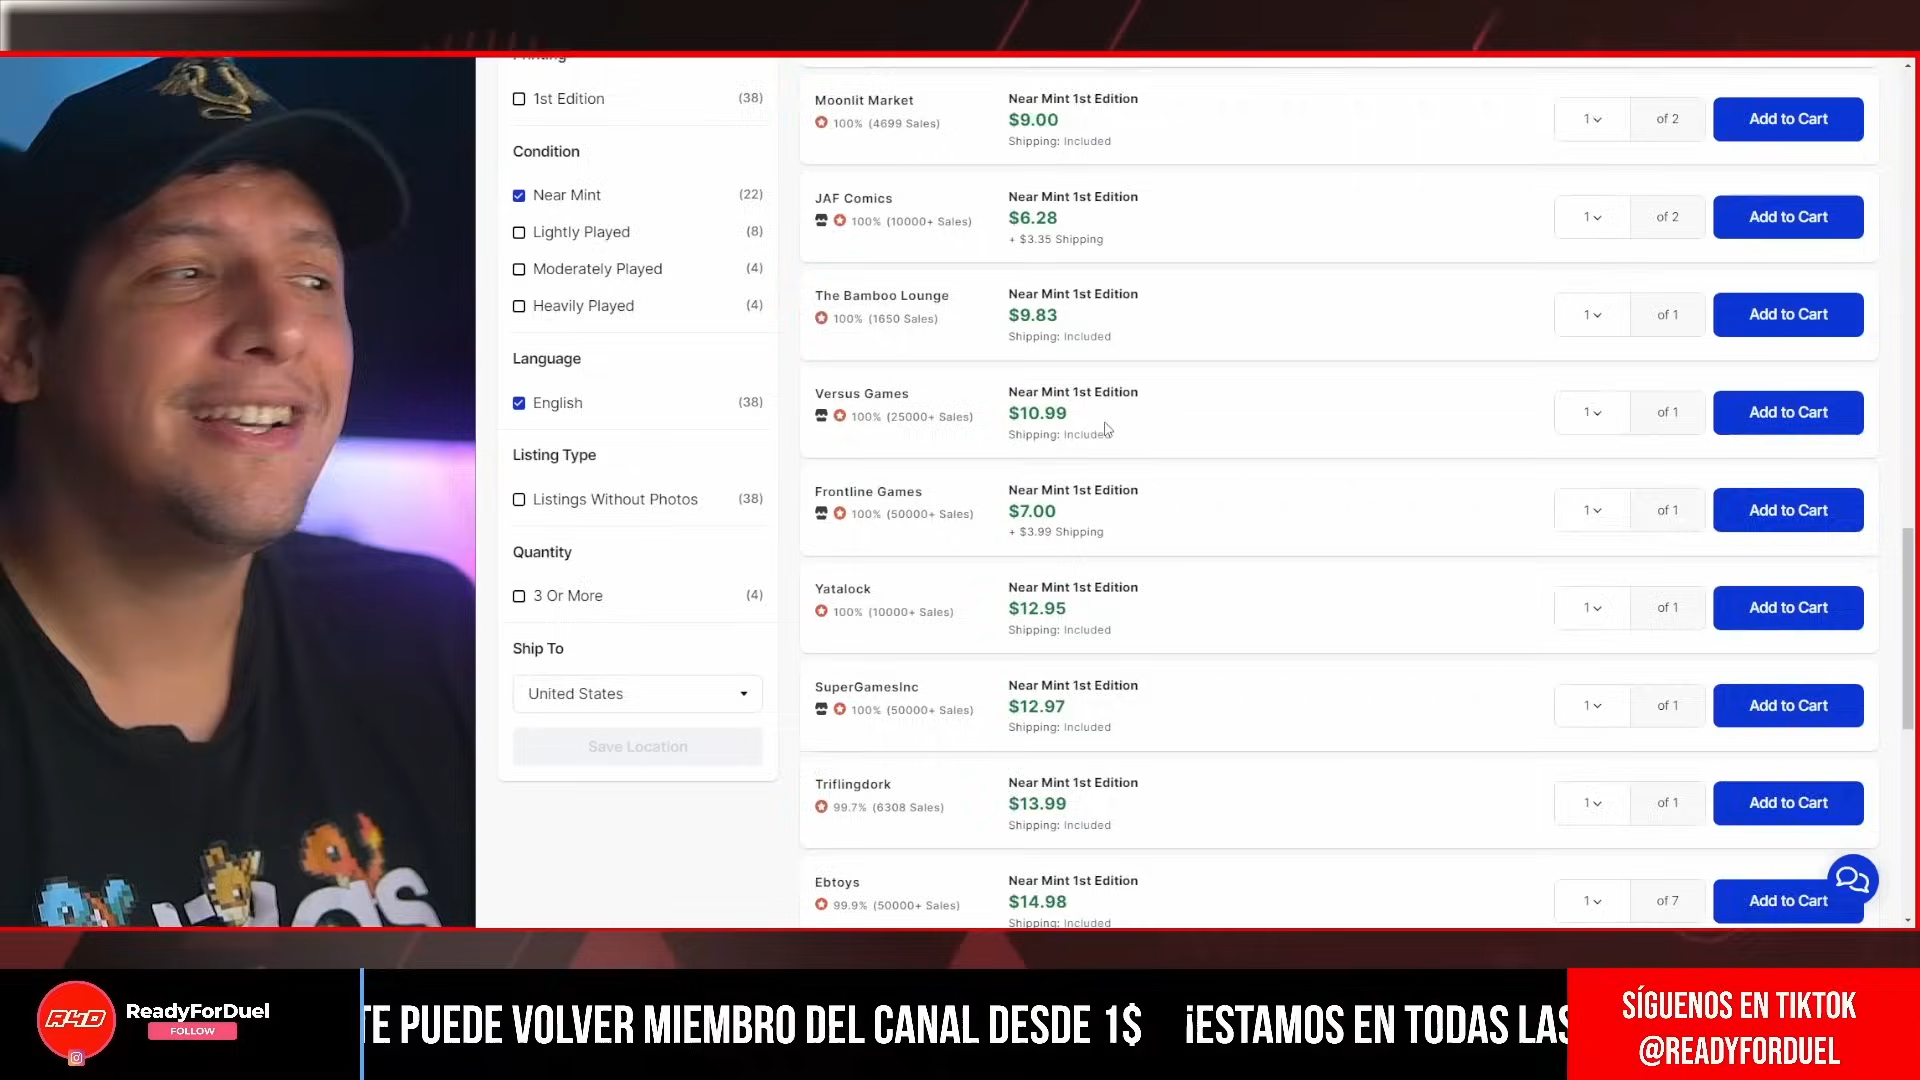 1st Edition (38)
Condition
Near Mint (22)
Lightly Played (8)
Moderately Played (4)
Heavily Played (4)
Language
English (38)
Listing Type
Listings Without Photos (38)
Quantity
3 Or More (4)
Ship To
United States
Save Location
Moonlit Market
100% (4699 Sales)
Near Mint 1st Edition
$9.00
Shipping: Included
1 of 2 Add to Cart
JAF Comics
100% (10000+ Sales)
Near Mint 1st Edition
$6.28
+ $3.35 Shipping
1 of 2 Add to Cart
The Bamboo Lounge
100% (1650 Sales)
Near Mint 1st Edition
$9.83
Shipping: Included
1 of 1 Add to Cart
Versus Games
100% (25000+ Sales)
Near Mint 1st Edition
$10.99
Shipping: Included
1 of 1 Add to Cart
Frontline Games
100% (50000+ Sales)
Near Mint 1st Edition
$7.00
+ $3.99 Shipping
1 of 1 Add to Cart
Yatalock
100% (10000+ Sales)
Near Mint 1st Edition
$12.95
Shipping: Included
1 of 1 Add to Cart
SuperGamesInc
100% (50000+ Sales)
Near Mint 1st Edition
$12.97
Shipping: Included
1 of 1 Add to Cart
Triflingdork
99.7% (6308 Sales)
Near Mint 1st Edition
$13.99
Shipping: Included
1 of 1 Add to Cart
Ebtoys
99.9% (50000+ Sales)
Near Mint 1st Edition
$14.98
Shipping: Included
1 of 7 Add to Cart
R4D
ReadyForDuel
FOLLOW
TE PUEDE VOLVER MIEMBRO DEL CANAL DESDE 1$ ¡ESTAMOS EN TODAS LAS
SÍGUENOS EN TIKTOK
@READYFORDUEL